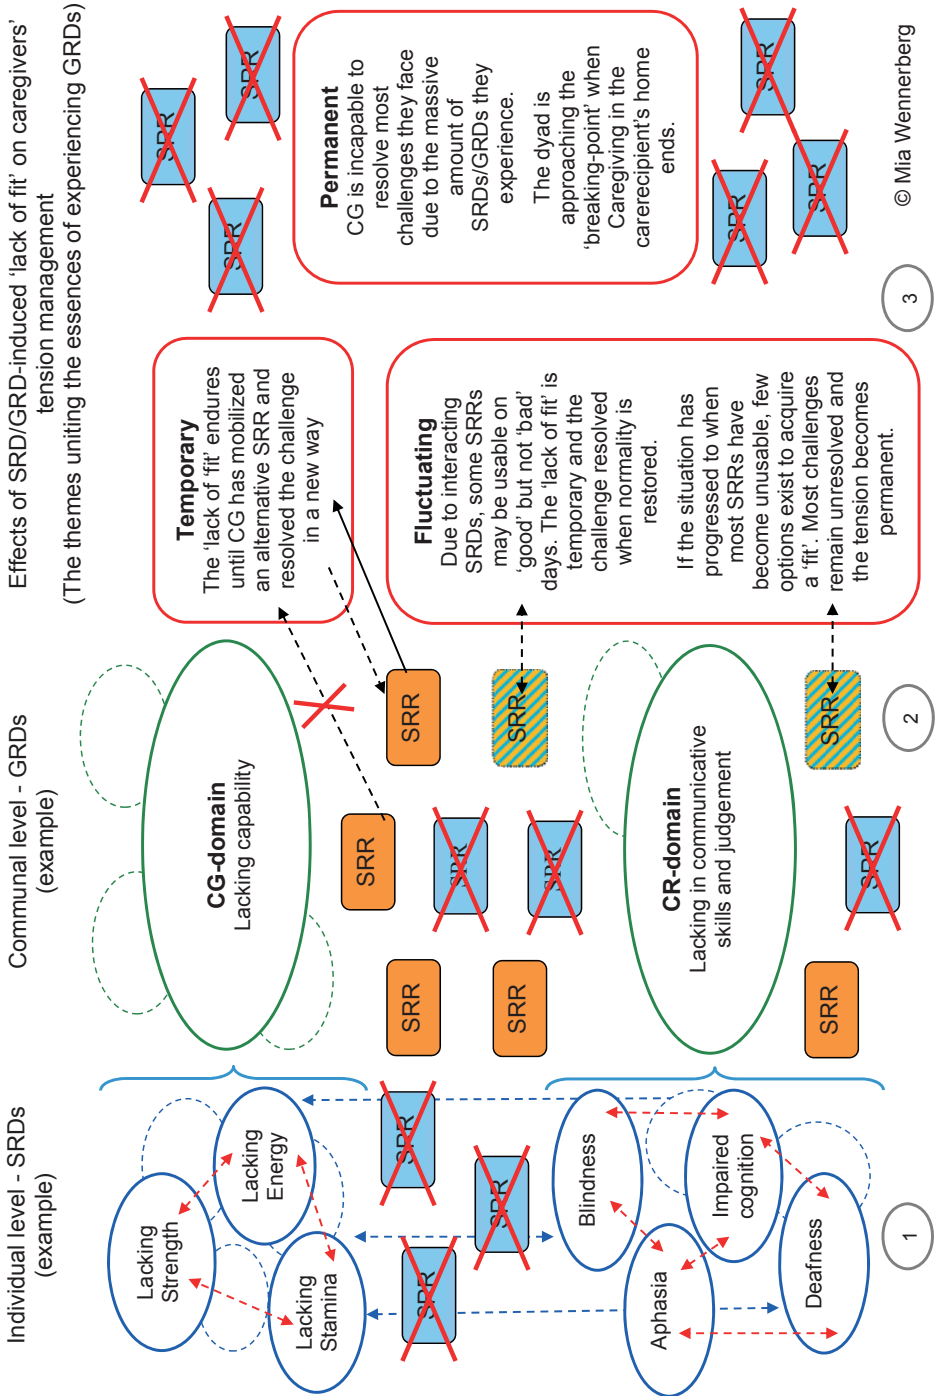 Individual level - SRDs
(example)
Communal level - GRDs
(example)
Effects of SRD/GRD-induced ‘lack of fit’ on caregivers’
tension management
(The themes uniting the essences of experiencing GRDs)
Lacking
Strength
Lacking
Energy
Lacking
Stamina
SRR
SRR
SRR
Blindness
Aphasia
Impaired
cognition
Deafness
1
CG-domain
Lacking capability
SRR
SRR
SRR
SRR
SRR
SRR
SRR
CR-domain
Lacking in communicative
skills and judgement
SRR
SRR
SRR
2
Temporary
The ‘lack of ‘fit’ endures
until CG has mobilized
an alternative SRR and
resolved the challenge
in a new way
Fluctuating
Due to interacting
SRDs, some SRRs
may be usable on
‘good’ but not ‘bad’
days. The ‘lack of fit’ is
temporary and the
challenge resolved
when normality is
restored.
If the situation has
progressed to when
most SRRs have
become unusable, few
options exist to acquire
a ‘fit’. Most challenges
remain unresolved and
the tension becomes
permanent.
SRR
SRR
SRR
Permanent
CG is incapable to
resolve most
challenges they face
due to the massive
amount of
SRDs/GRDs they
experience.
The dyad is
approaching the
‘breaking-point’ when
Caregiving in the
carerecipient’s home
ends.
SRR
SRR
SRR
3
© Mia Wennerberg